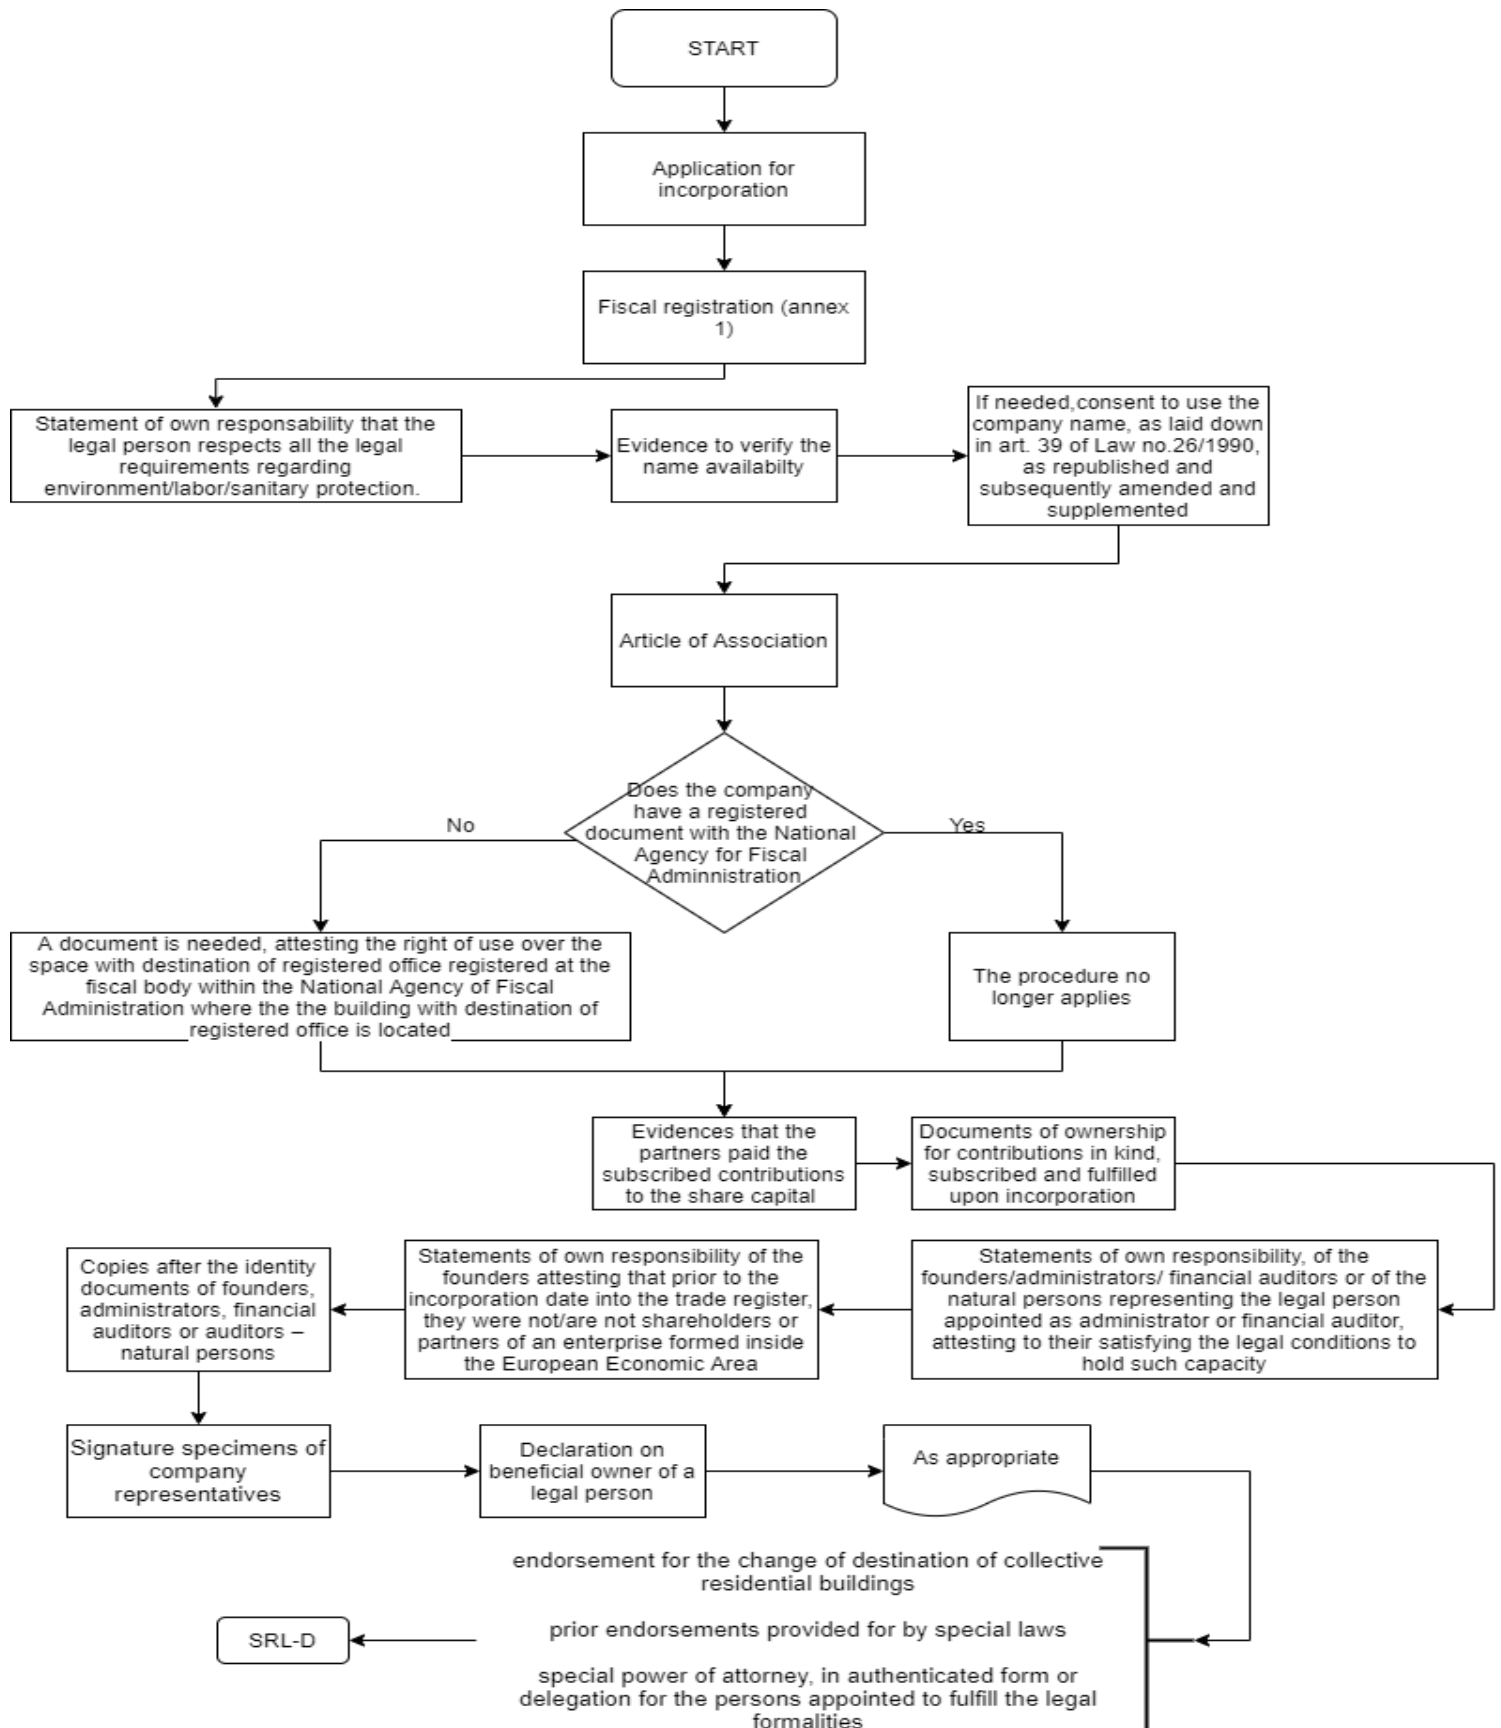 START
Application for
incorporation
Fiscal registration (annex
1)
Statement of own responsability that the
legal person respects all the legal
requirements regarding
environment/labor/sanitary protection.
Evidence to verify the
name availabilty
If needed,consent to use the
company name, as laid down
in art. 39 of Law no.26/1990,
as republished and
subsequently amended and
supplemented
Article of Association
Does the company
have a registered
document with the National
Agency for Fiscal
Adminnistration
No
Yes
A document is needed, attesting the right of use over the
space with destination of registered office registered at the
fiscal body within the National Agency of Fiscal
Administration where the the building with destination of
registered office is located
The procedure no
longer applies
Evidences that the
partners paid the
subscribed contributions
to the share capital
Documents of ownership
for contributions in kind,
subscribed and fulfilled
upon incorporation
Statements of own responsibility, of the
founders/administrators/ financial auditors or of the
natural persons representing the legal person
appointed as administrator or financial auditor,
attesting to their satisfying the legal conditions to
hold such capacity
Statements of own responsibility of the
founders attesting that prior to the
incorporation date into the trade register,
they were not/are not shareholders or
partners of an enterprise formed inside
the European Economic Area
Copies after the identity
documents of founders,
administrators, financial
auditors or auditors –
natural persons
Signature specimens of
company
representatives
Declaration on
beneficial owner of a
legal person
As appropriate
endorsement for the change of destination of collective
residential buildings
prior endorsements provided for by special laws
special power of attorney, in authenticated form or
delegation for the persons appointed to fulfill the legal
formalities
SRL-D